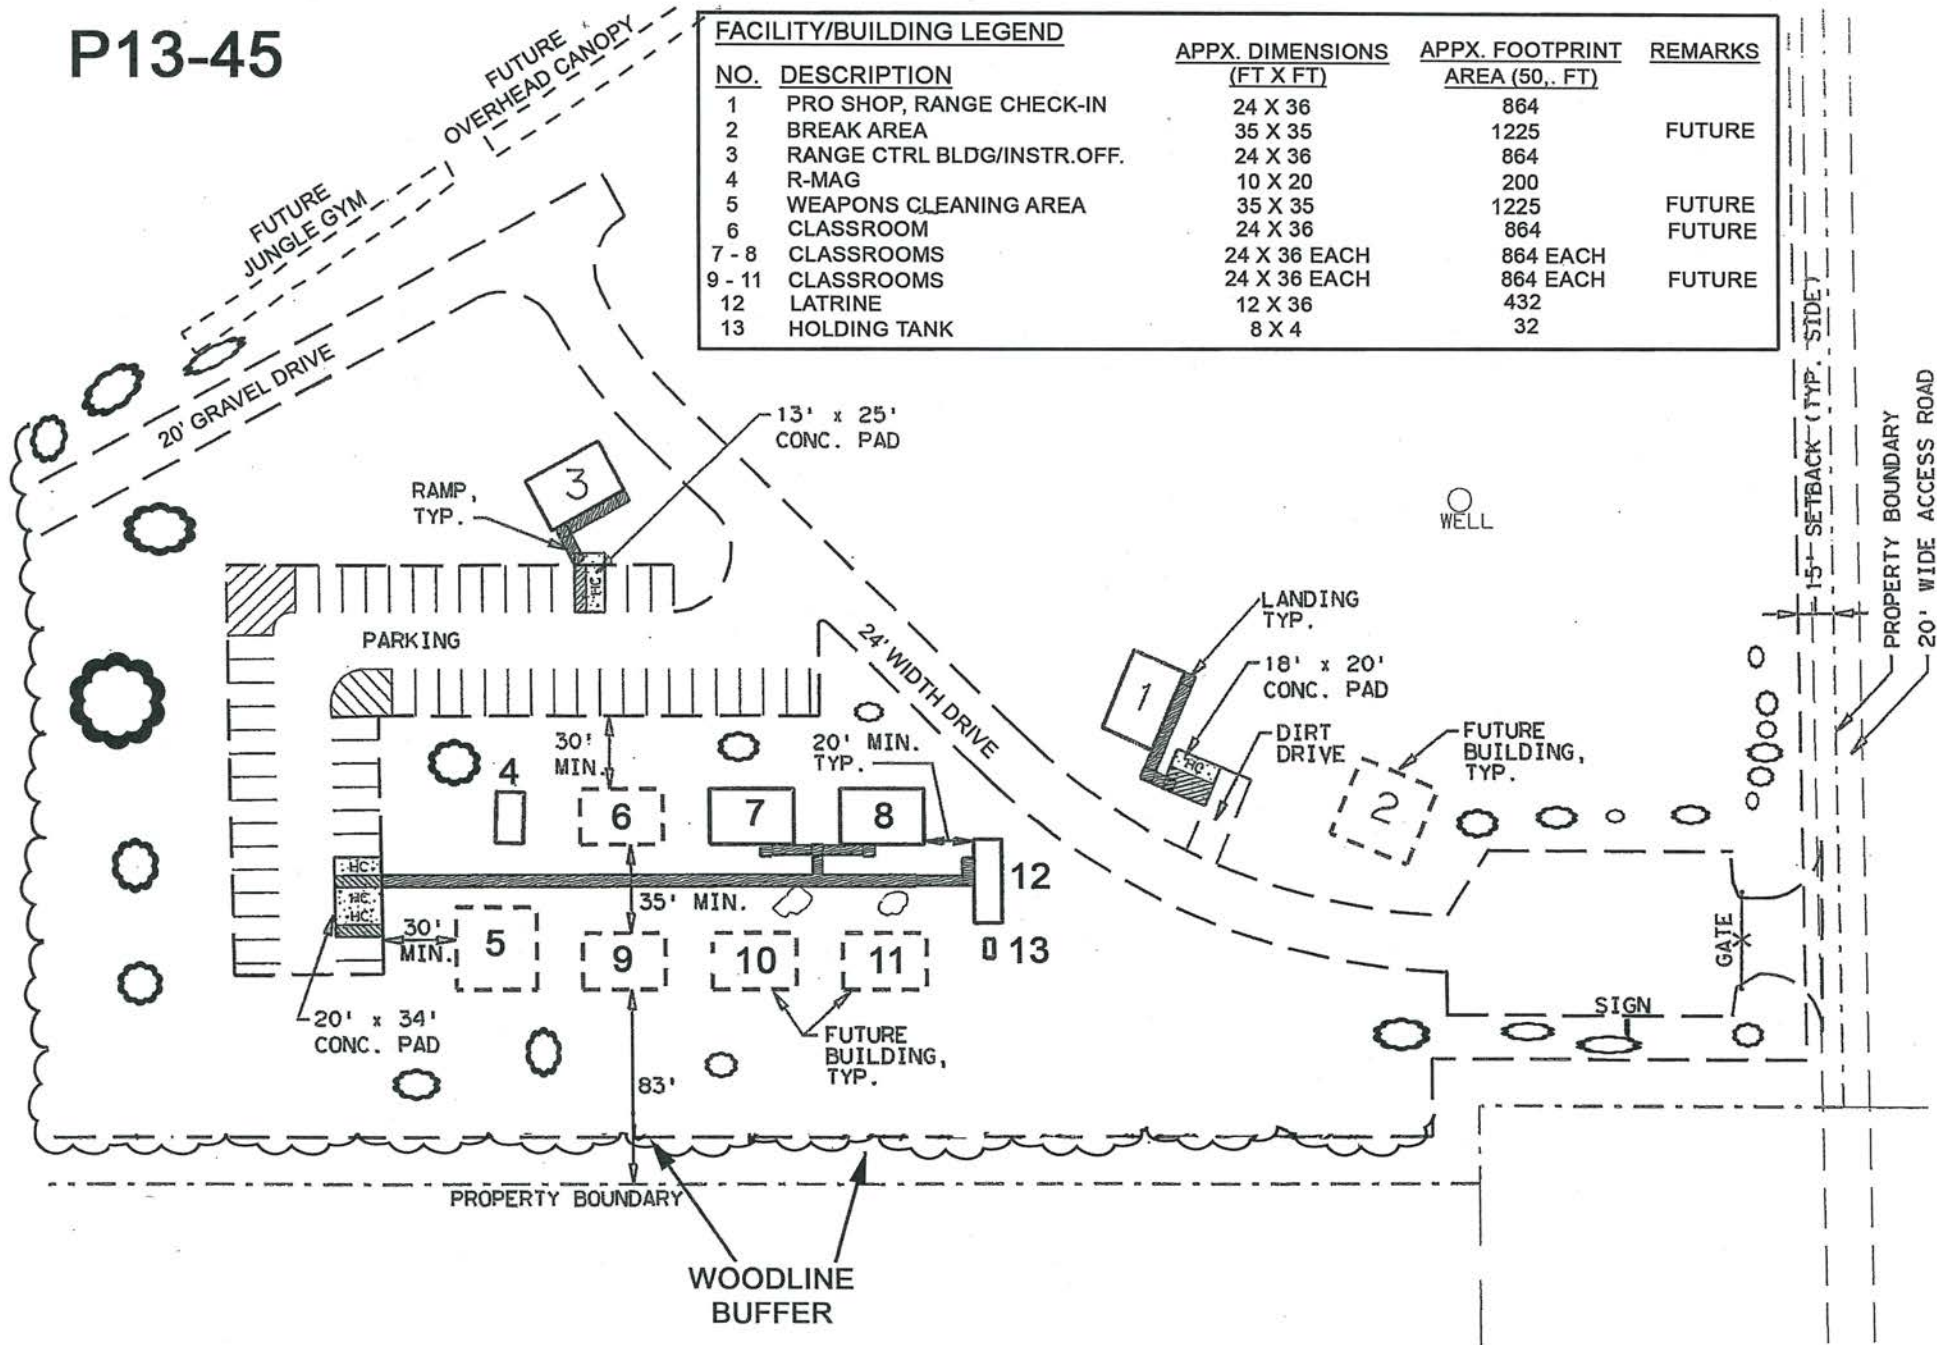 P13-45
FUTURE
OVERHEAD CANOPY
FUTURE
JUNGLE GYM
20' GRAVEL DRIVE
FACILITY/BUILDING LEGEND
NO. DESCRIPTION APPX. DIMENSIONS (FT X FT) APPX. FOOTPRINT AREA (50,. FT) REMARKS
1 PRO SHOP, RANGE CHECK-IN 24 X 36 864
2 BREAK AREA 35 X 35 1225 FUTURE
3 RANGE CTRL BLDG/INSTR.OFF. 24 X 36 864
4 R-MAG 10 X 20 200
5 WEAPONS CLEANING AREA 35 X 35 1225 FUTURE
6 CLASSROOM 24 X 36 864 FUTURE
7 - 8 CLASSROOMS 24 X 36 EACH 864 EACH
9 - 11 CLASSROOMS 24 X 36 EACH 864 EACH FUTURE
12 LATRINE 12 X 36 432
13 HOLDING TANK 8 X 4 32
15' SETBACK (TYP. SIDE)
PROPERTY BOUNDARY
20' WIDE ACCESS ROAD
13' x 25'
CONC. PAD
3
RAMP,
TYP.
HC
WELL
PARKING
24' WIDTH DRIVE
LANDING
TYP.
18' x 20'
CONC. PAD
1
HC
DIRT
DRIVE
FUTURE
BUILDING,
TYP.
2
30'
MIN.
20' MIN.
TYP.
4
6
7
8
12
HC
HC
HC
35' MIN.
30'
MIN.
5
9
10
11
13
GATE
SIGN
20' x 34'
CONC. PAD
FUTURE
BUILDING,
TYP.
83'
PROPERTY BOUNDARY
WOODLINE
BUFFER